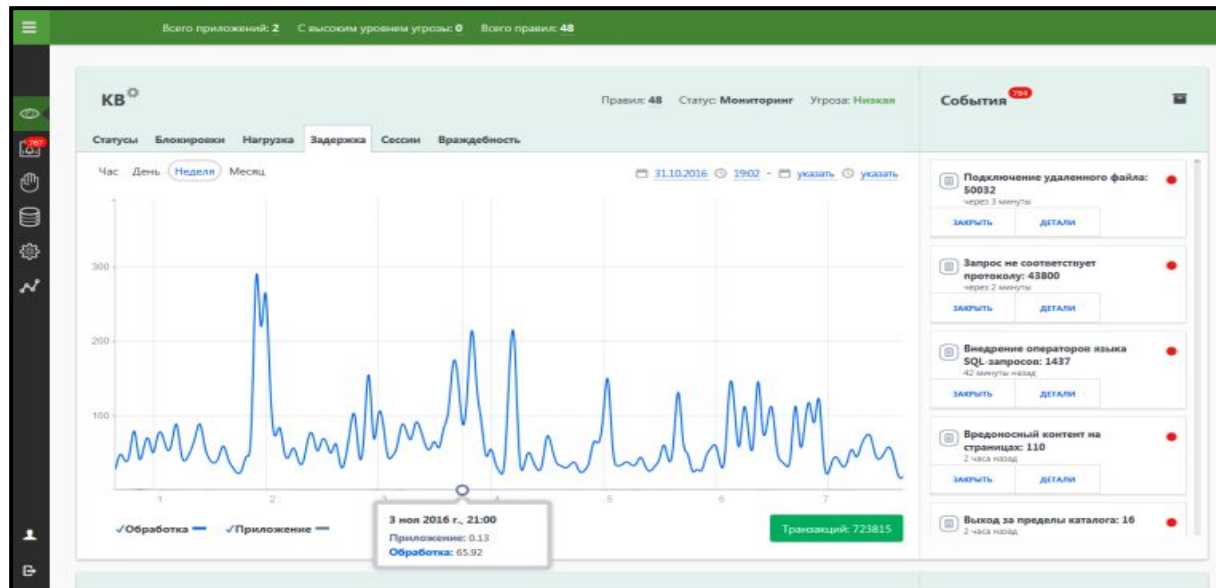 Всего приложений: 2 С высоким уровнем угрозы: 0 Всего правил: 48
КВ
Правил: 48 Статус: Мониторинг Угроза: Низкая
Статусы Блокировки Нагрузка Задержка Сессии Враждебность
Час День Неделя Месяц
31.10.2016 19:02 - указать указать
300
200
100
1 2 4 5 6 7
✓Обработка ✓Приложение
3 ноя 2016 г., 21:00
Приложение: 0.13
Обработка: 65.92
Транзакций: 723815
События 784
767
Подключение удаленного файла:
50032
через 3 минуты
ЗАКРЫТЬ ДЕТАЛИ
Запрос не соответствует
протоколу: 43800
через 2 минуты
ЗАКРЫТЬ ДЕТАЛИ
Внедрение операторов языка
SQL-запросов: 1437
42 минуты назад
ЗАКРЫТЬ ДЕТАЛИ
Вредоносный контент на
страницах: 110
2 часа назад
ЗАКРЫТЬ ДЕТАЛИ
Выход за пределы каталога: 16
2 часа назад